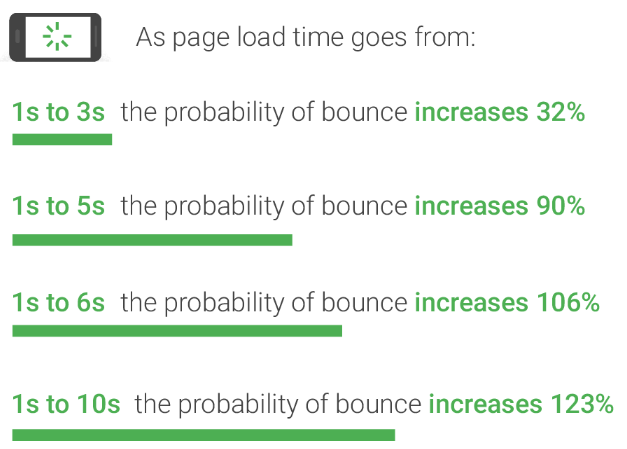 As page load time goes from:
1s to 3s the probability of bounce increases 32%
1s to 5s the probability of bounce increases 90%
1s to 6s the probability of bounce increases 106%
1s to 10s the probability of bounce increases 123%